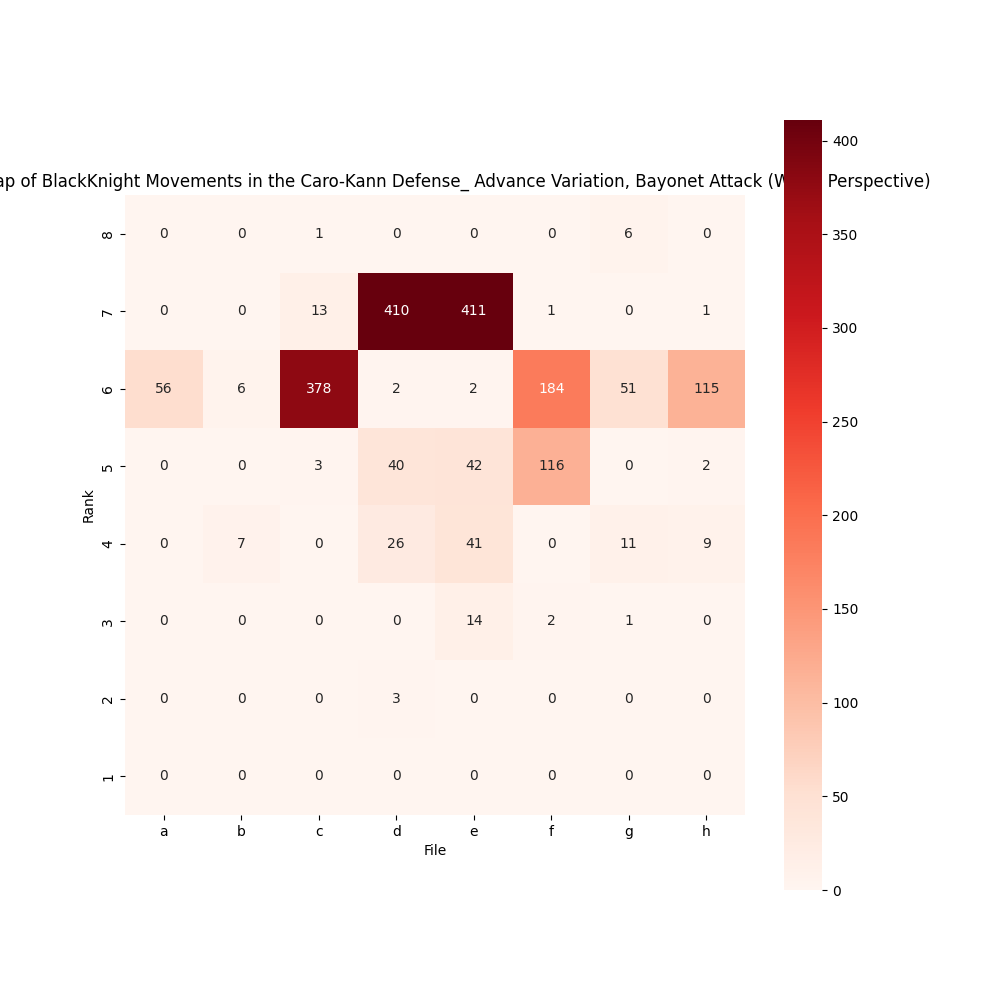 ap of BlackKnight Movements in the Caro-Kann Defense_ Advance Variation, Bayonet Attack (W Perspective)
400
350
300
250
200
150
100
50
0
8 0 0 1 0 0 0 6 0
7 0 0 13 410 411 1 0 1
6 56 6 378 2 2 184 51 115
5 0 0 3 40 42 116 0 2
4 0 7 0 26 41 0 11 9
3 0 0 0 0 14 2 1 0
2 0 0 0 3 0 0 0 0
1 0 0 0 0 0 0 0 0
Rank
a b c d e f g h
File